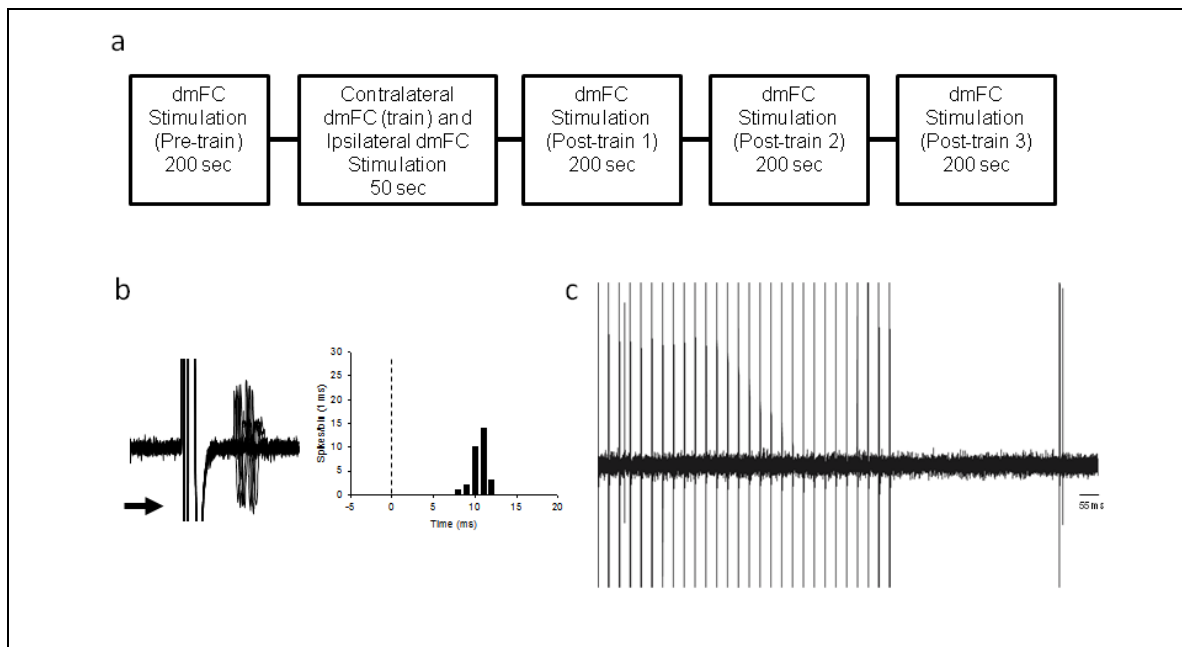 a
dmFC
Stimulation
(Pre-train)
200 sec
Contralateral
dmFC (train) and
Ipsilateral dmFC
Stimulation
50 sec
dmFC
Stimulation
(Post-train 1)
200 sec
dmFC
Stimulation
(Post-train 2)
200 sec
dmFC
Stimulation
(Post-train 3)
200 sec
b
Spikes/bin (1 ms)
30
25
20
15
10
5
0
-5 0 5 10 15 20
Time (ms)
c
55 ms